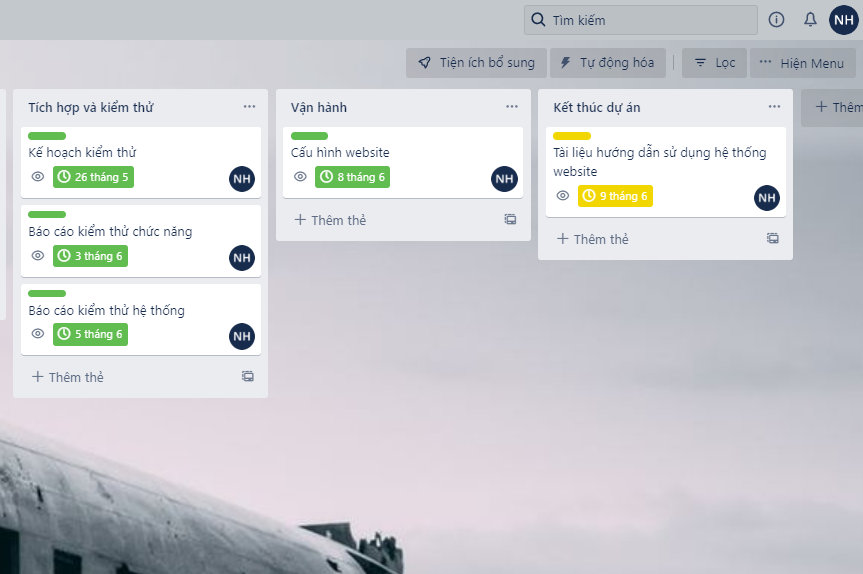 Tìm kiếm
NH
Tiện ích bổ sung
Tự động hóa
Lọc
Hiện Menu
Tích hợp và kiểm thử
Kế hoạch kiểm thử
26 tháng 5
NH
Báo cáo kiểm thử chức năng
3 tháng 6
NH
Báo cáo kiểm thử hệ thống
5 tháng 6
NH
Thêm thẻ
Vận hành
Cấu hình website
8 tháng 6
NH
Thêm thẻ
Kết thúc dự án
Tài liệu hướng dẫn sử dụng hệ thống
website
9 tháng 6
NH
Thêm thẻ
Thêm